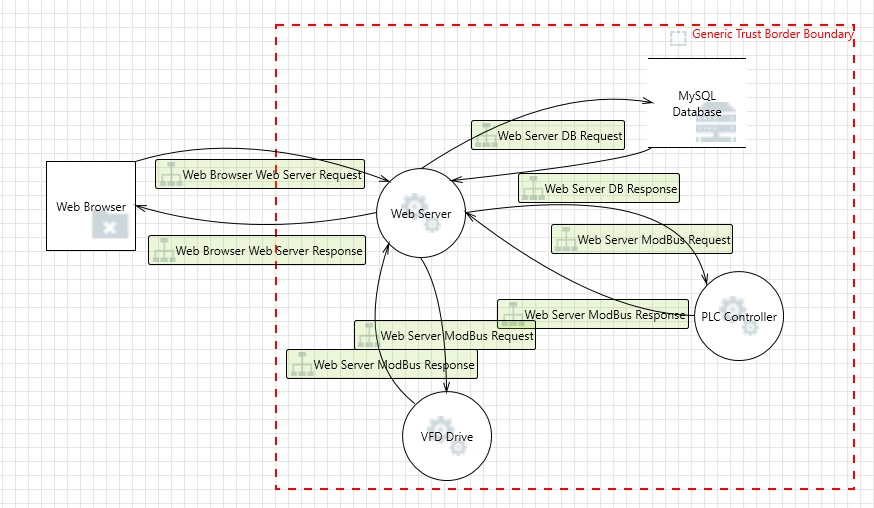 Generic Trust Border Boundary
MySQL
Database
Web Server DB Request
Web Browser Web Server Request
Web Server DB Response
Web Browser
Web Server
Web Server ModBus Request
Web Browser Web Server Response
Web Server ModBus Response
PLC Controller
Web Server ModBus Request
Web Server ModBus Response
VFD Drive